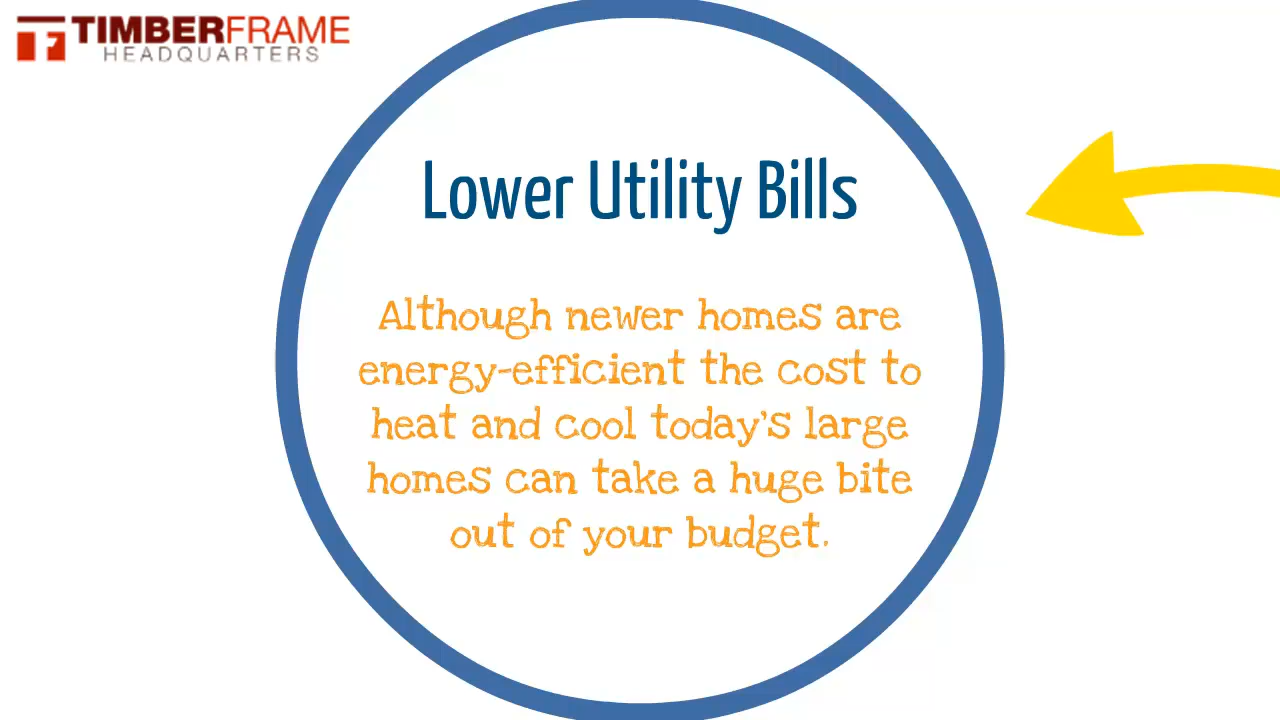 TIMBERFRAME
HEADQUARTERS
Lower Utility Bills
Although newer homes are
energy-efficient the cost to
heat and cool today's large
homes can take a huge bite
out of your budget.